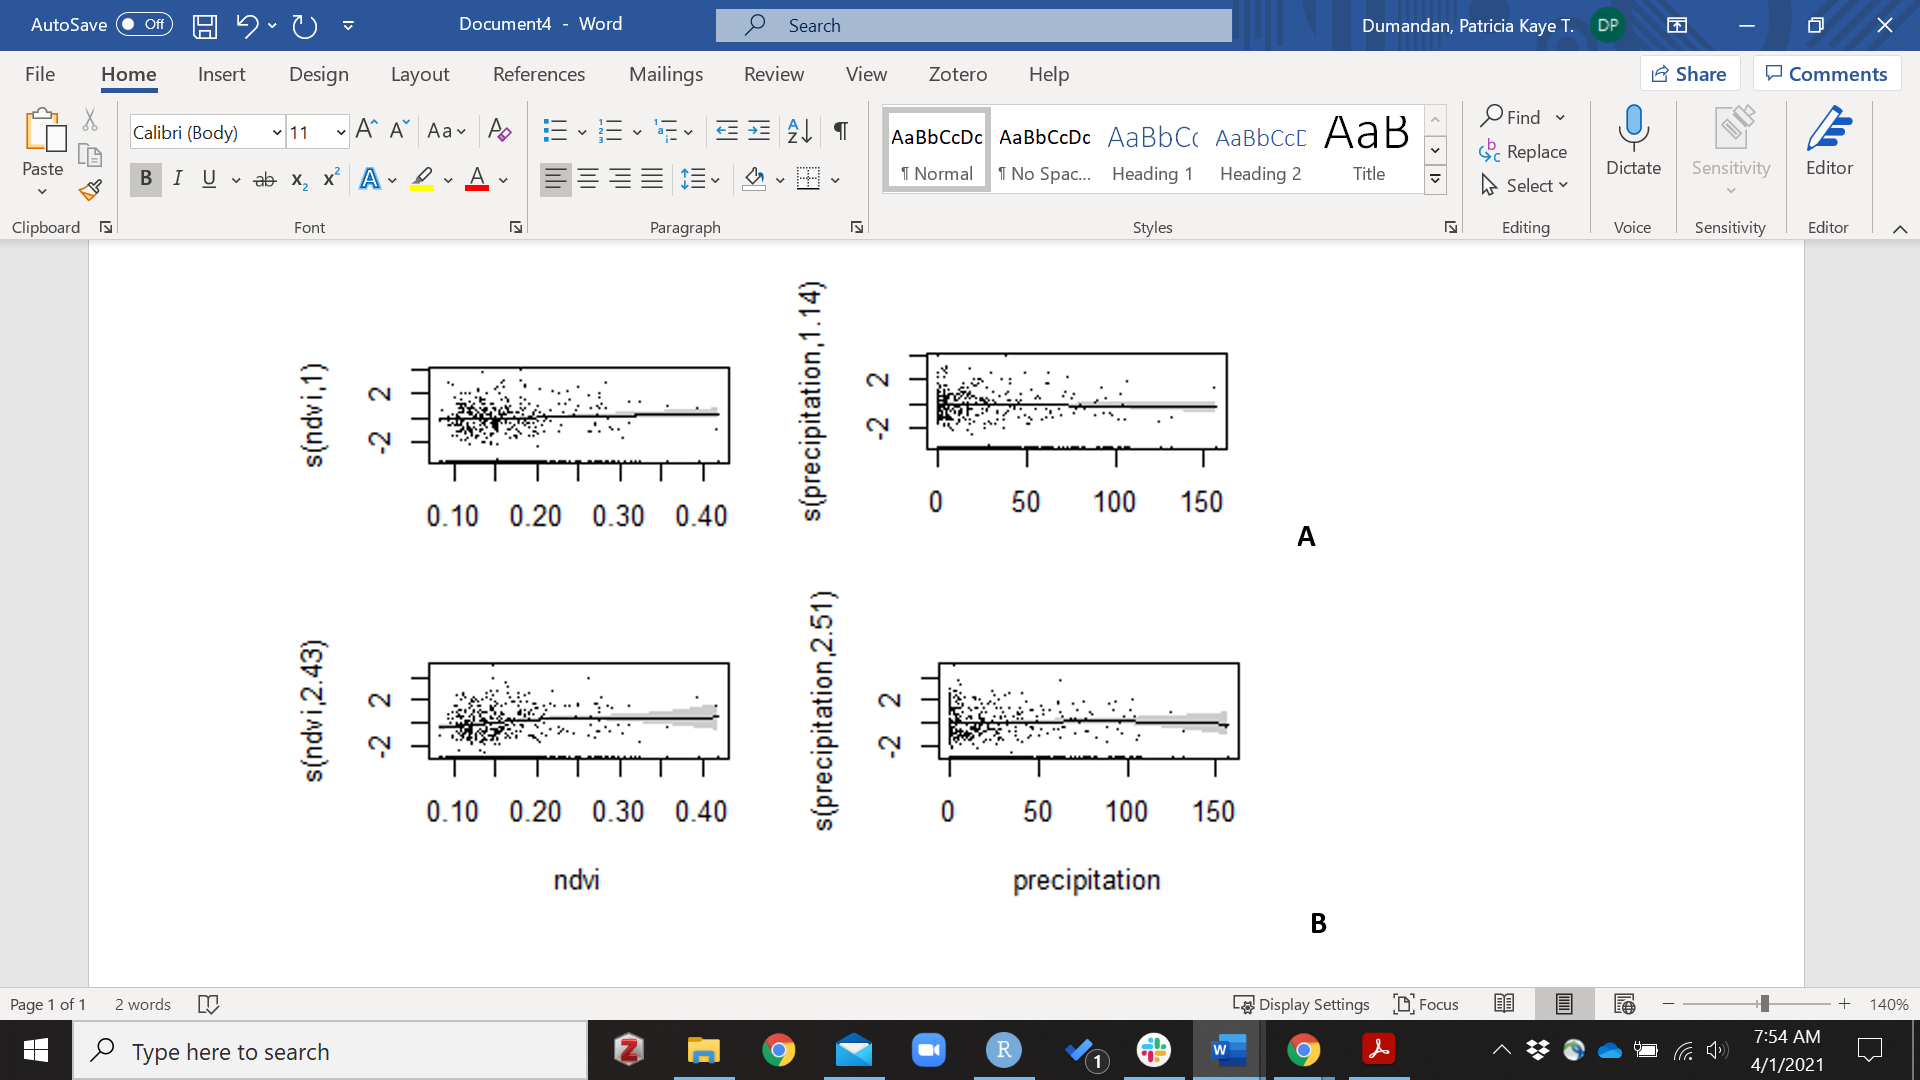 AutoSave Off Document4 - Word Search Dumandan, Patricia Kaye T. DP
File Home Insert Design Layout References Mailings Review View Zotero Help Share Comments
Paste Calibri (Body) 11 A A Aa A
B I U ab x2 x2 A A
AaBbCcDc AaBbCcDc AaBbCc AaBbCcD AaB
¶ Normal ¶ No Spac... Heading 1 Heading 2 Title
Find
Replace
Select
Dictate Sensitivity Editor
Clipboard Font Paragraph Styles Editing Voice Sensitivity Editor
s(ndvi,1)
2
-2
0.10 0.20 0.30 0.40
s(precipitation,1.14)
2
-2
0 50 100 150
A
s(ndvi,2.43)
2
-2
0.10 0.20 0.30 0.40
ndvi
s(precipitation,2.51)
2
-2
0 50 100 150
precipitation
B
Page 1 of 1 2 words Display Settings Focus 140%
Type here to search
Z R 1 W
7:54 AM
4/1/2021